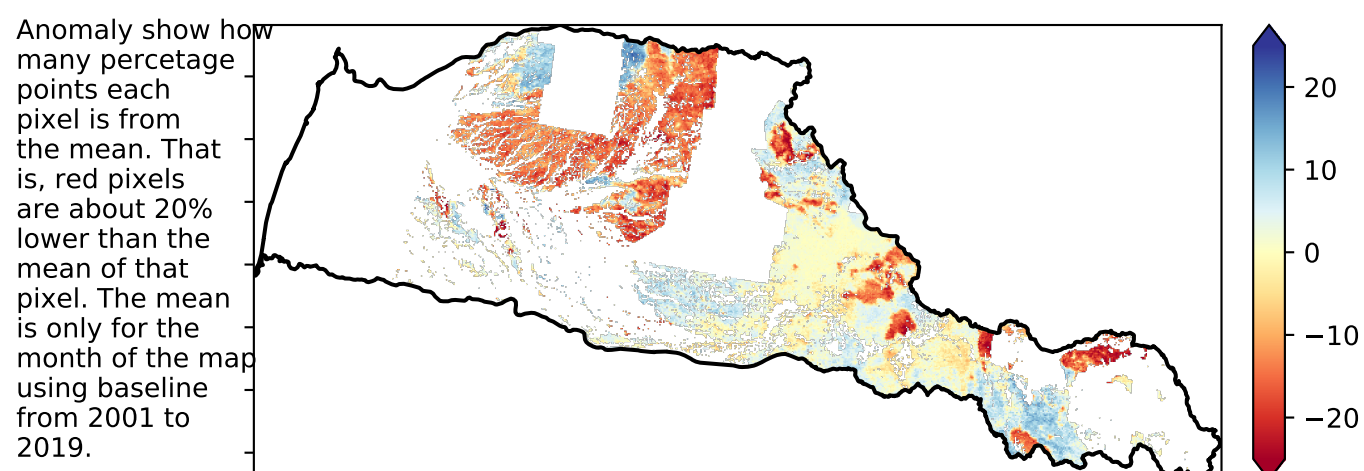 Anomaly show how
many percetage
points each
pixel is from
the mean. That
is, red pixels
are about 20%
lower than the
mean of that
pixel. The mean
is only for the
month of the map
using baseline
from 2001 to
2019.
20
10
0
−10
−20